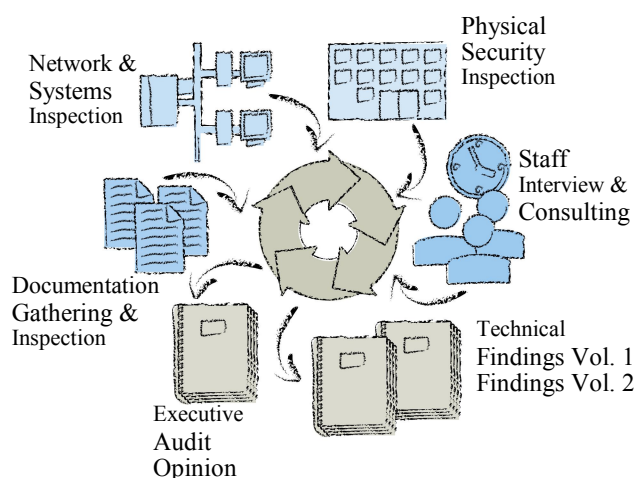 Network &
Systems
Inspection
Physical
Security
Inspection
Staff
Interview &
Consulting
Documentation
Gathering &
Inspection
Technical
Findings Vol. 1
Findings Vol. 2
Executive
Audit
Opinion